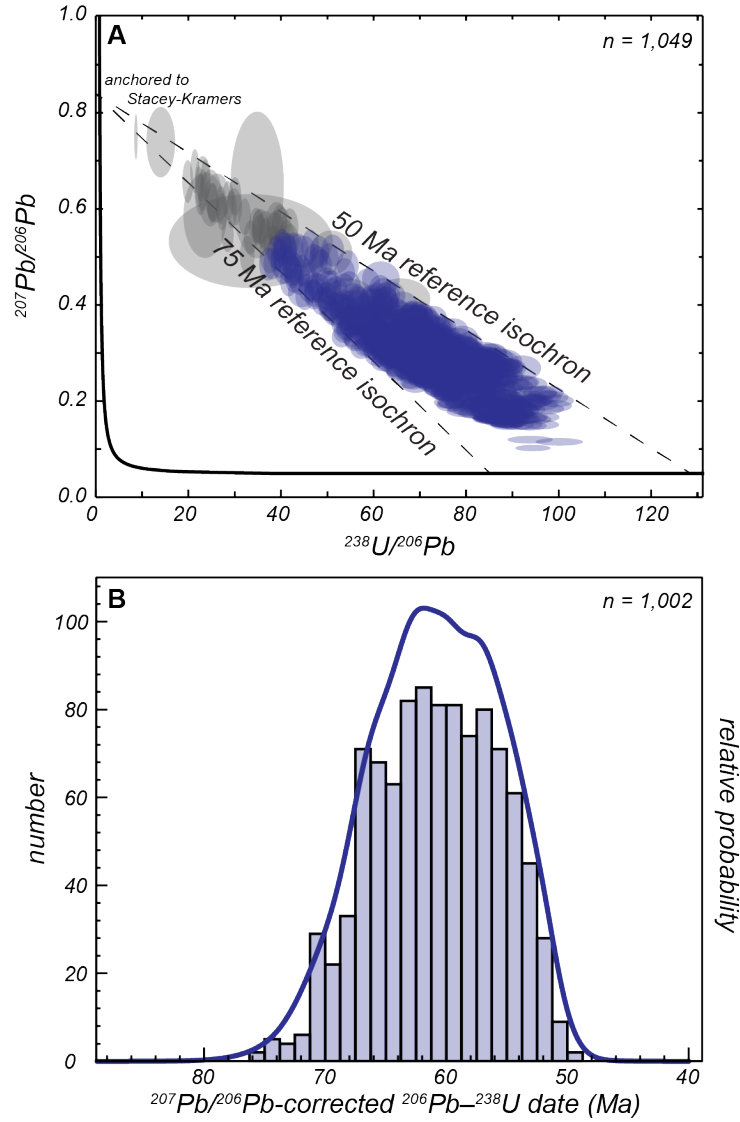 A
n = 1,049
anchored to
Stacey-Kramers
50 Ma reference isochron
75 Ma reference isochron
1.0
0.8
0.6
0.4
0.2
0.0
²⁰⁷Pb/²⁰⁶Pb
0 20 40 60 80 100 120
²³⁸U/²⁰⁶Pb
B
n = 1,002
100
80
60
40
20
0
number
relative probability
80 70 60 50 40
²⁰⁷Pb/²⁰⁶Pb-corrected ²⁰⁶Pb–²³⁸U date (Ma)